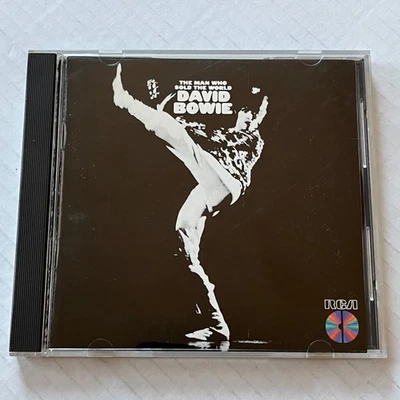 THE MAN WHO
SOLD THE WORLD
DAVID
BOWIE
RCA